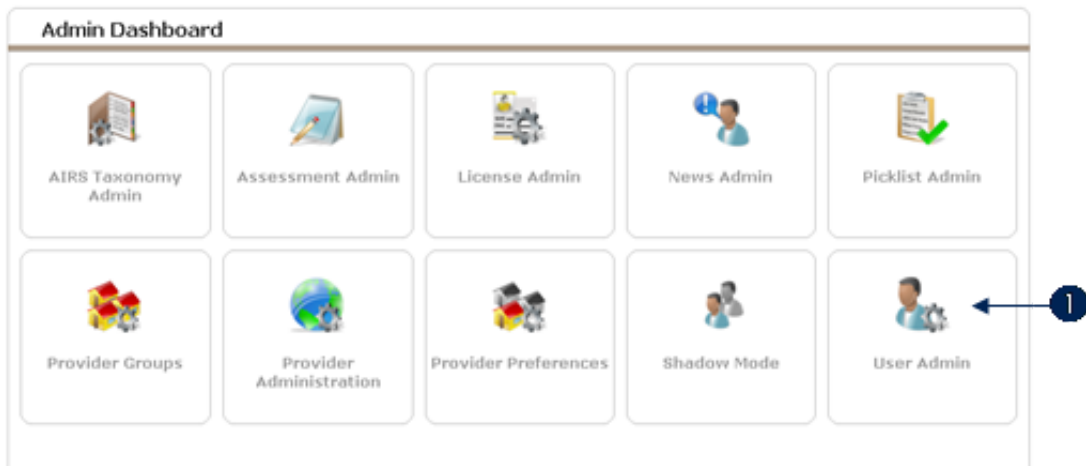 Admin Dashboard
AIRS Taxonomy
Admin
Assessment Admin
License Admin
News Admin
Picklist Admin
Provider Groups
Provider
Administration
Provider Preferences
Shadow Mode
User Admin
1